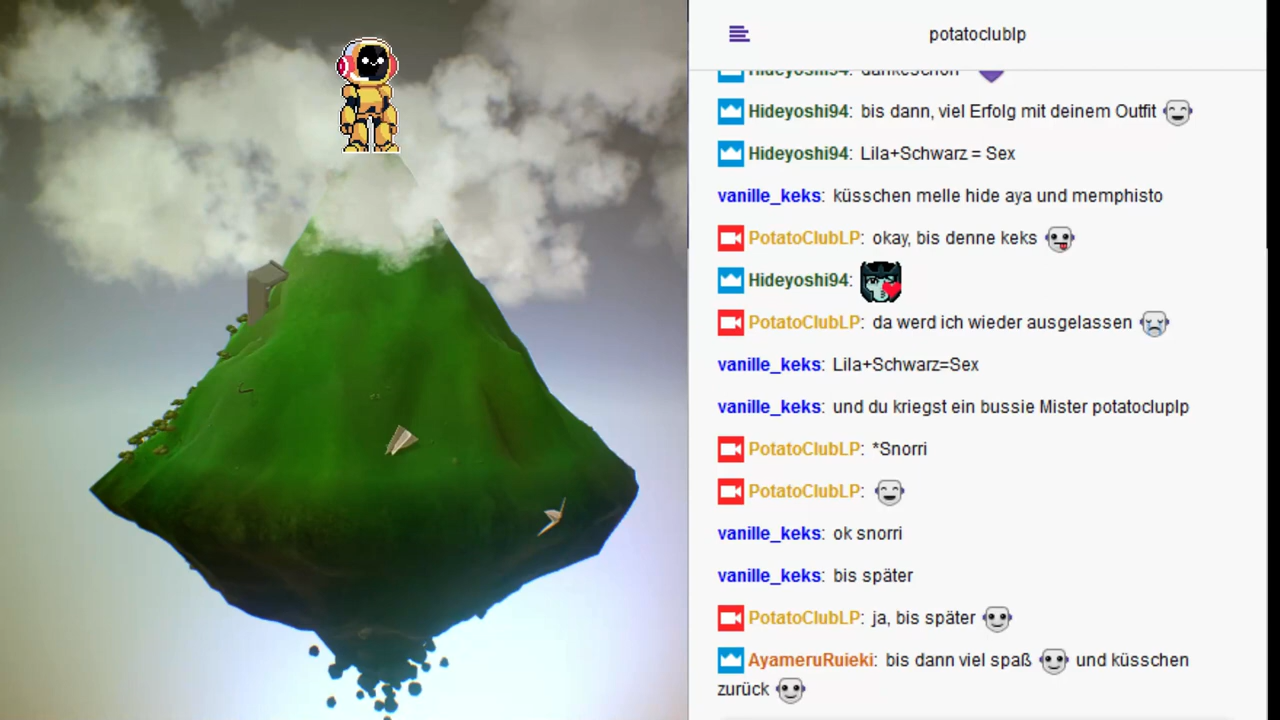 potatoclublp
Hideyoshi94: dankeschön
Hideyoshi94: bis dann, viel Erfolg mit deinem Outfit
Hideyoshi94: Lila+Schwarz = Sex
vanille_keks: küsschen melle hide aya und memphisto
PotatoClubLP: okay, bis denne keks
Hideyoshi94:
PotatoClubLP: da werd ich wieder ausgelassen
vanille_keks: Lila+Schwarz=Sex
vanille_keks: und du kriegst ein bussie Mister potatocluplp
PotatoClubLP: *Snorri
PotatoClubLP:
vanille_keks: ok snorri
vanille_keks: bis später
PotatoClubLP: ja, bis später
AyameruRuieki: bis dann viel spaß und küsschen
zurück